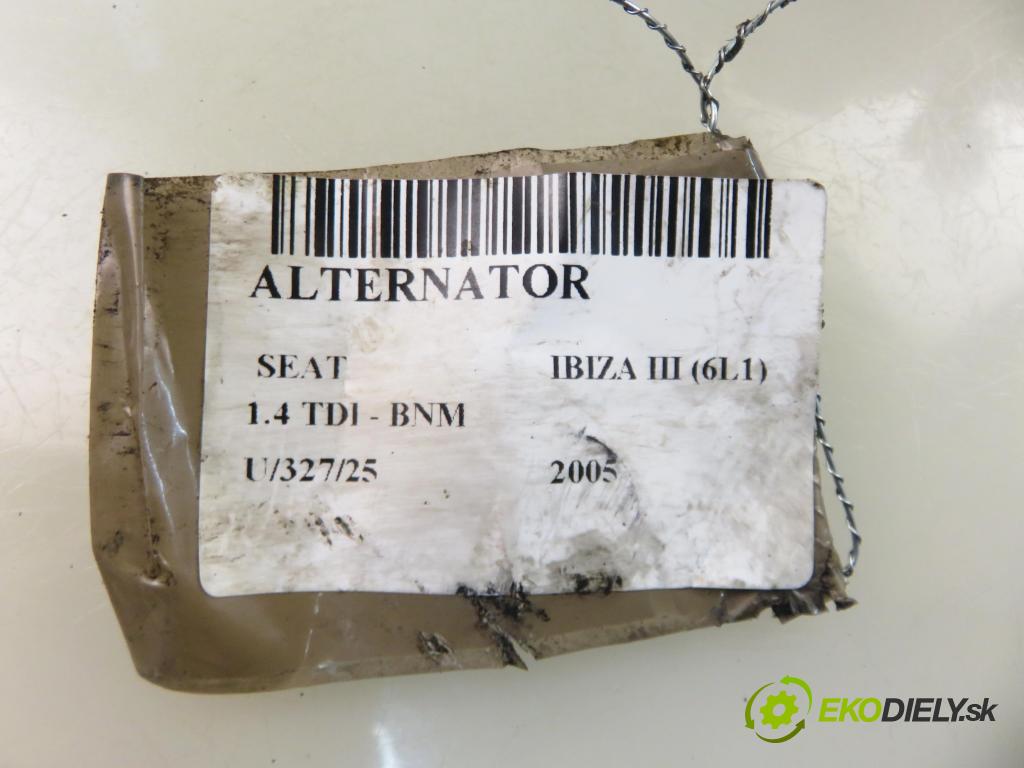 ALTERNATOR
SEAT IBIZA III (6L1)
1.4 TDI - BNM
U/327/25 2005
EKODIELY.sk